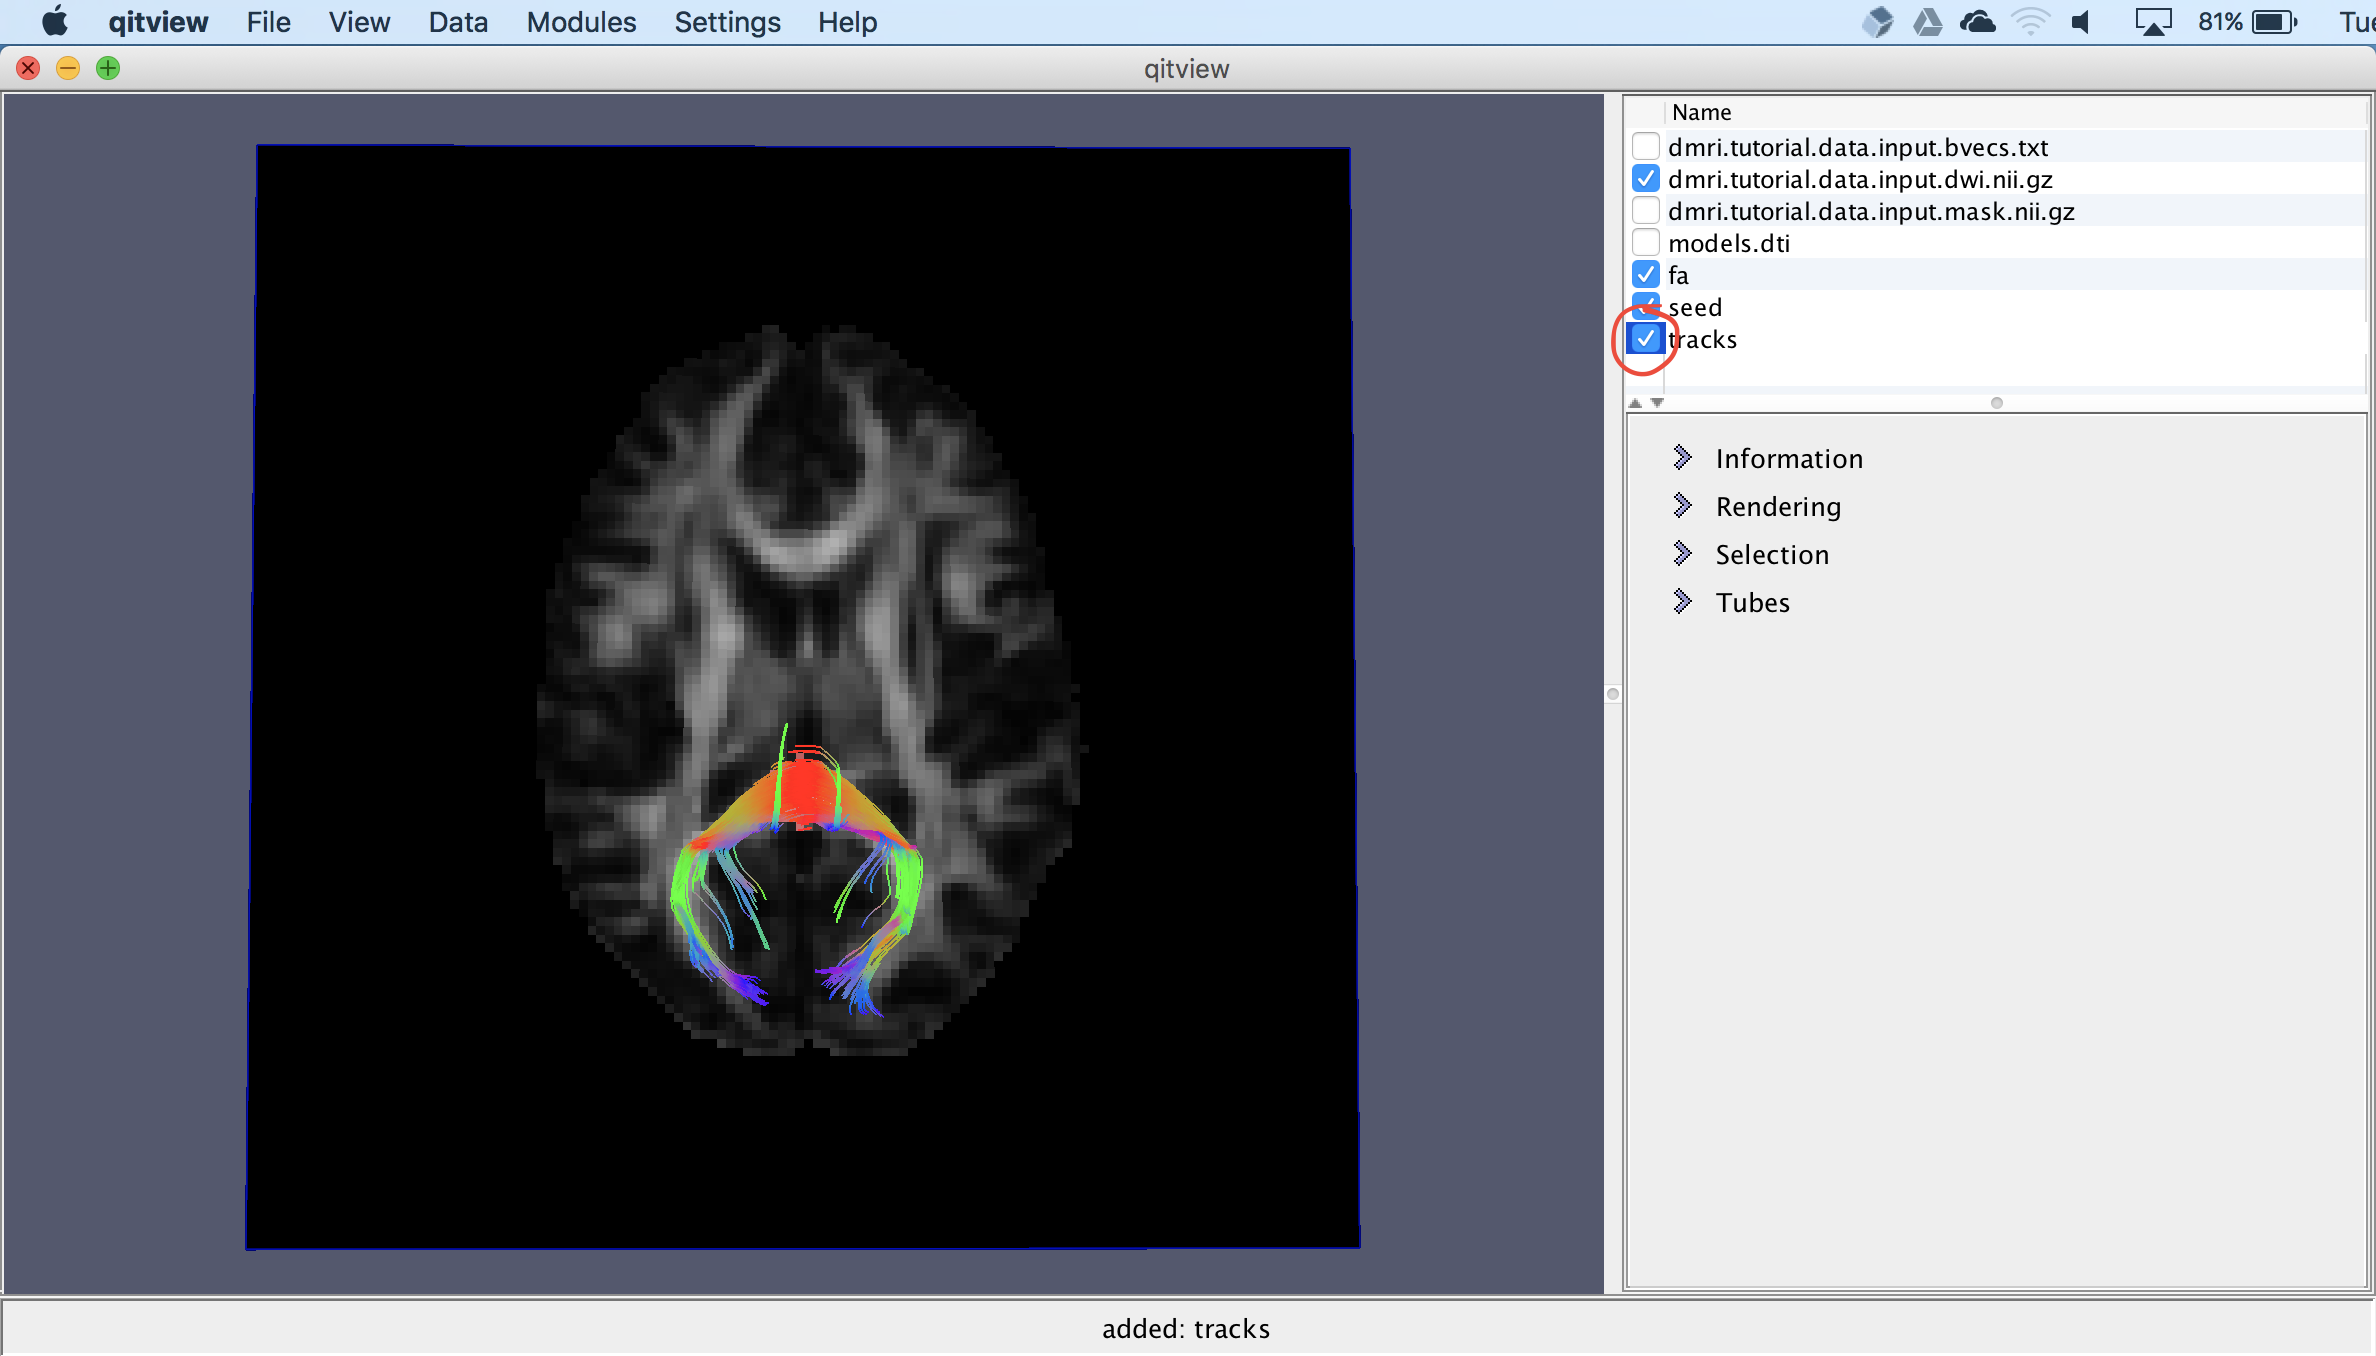 qitview File View Data Modules Settings Help 81% Tue
qitview
Name
dmri.tutorial.data.input.bvecs.txt
dmri.tutorial.data.input.dwi.nii.gz
dmri.tutorial.data.input.mask.nii.gz
models.dti
fa
seed
tracks
Information
Rendering
Selection
Tubes
added: tracks